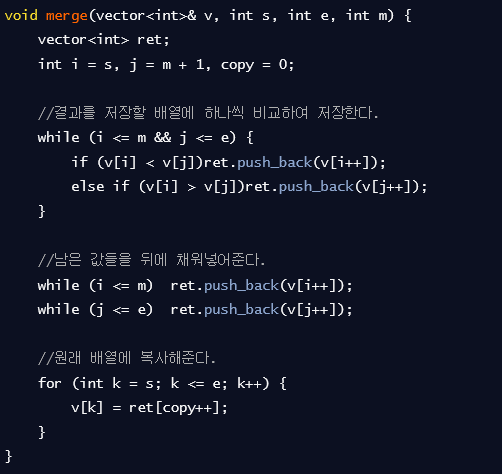 void merge(vector<int>& v, int s, int e, int m) {
    vector<int> ret;
    int i = s, j = m + 1, copy = 0;

    //결과를 저장할 배열에 하나씩 비교하여 저장한다.
    while (i <= m && j <= e) {
        if (v[i] < v[j])ret.push_back(v[i++]);
        else if (v[i] > v[j])ret.push_back(v[j++]);
    }

    //남은 값들을 뒤에 채워넣어준다.
    while (i <= m)  ret.push_back(v[i++]);
    while (j <= e)  ret.push_back(v[j++]);

    //원래 배열에 복사해준다.
    for (int k = s; k <= e; k++) {
        v[k] = ret[copy++];
    }
}